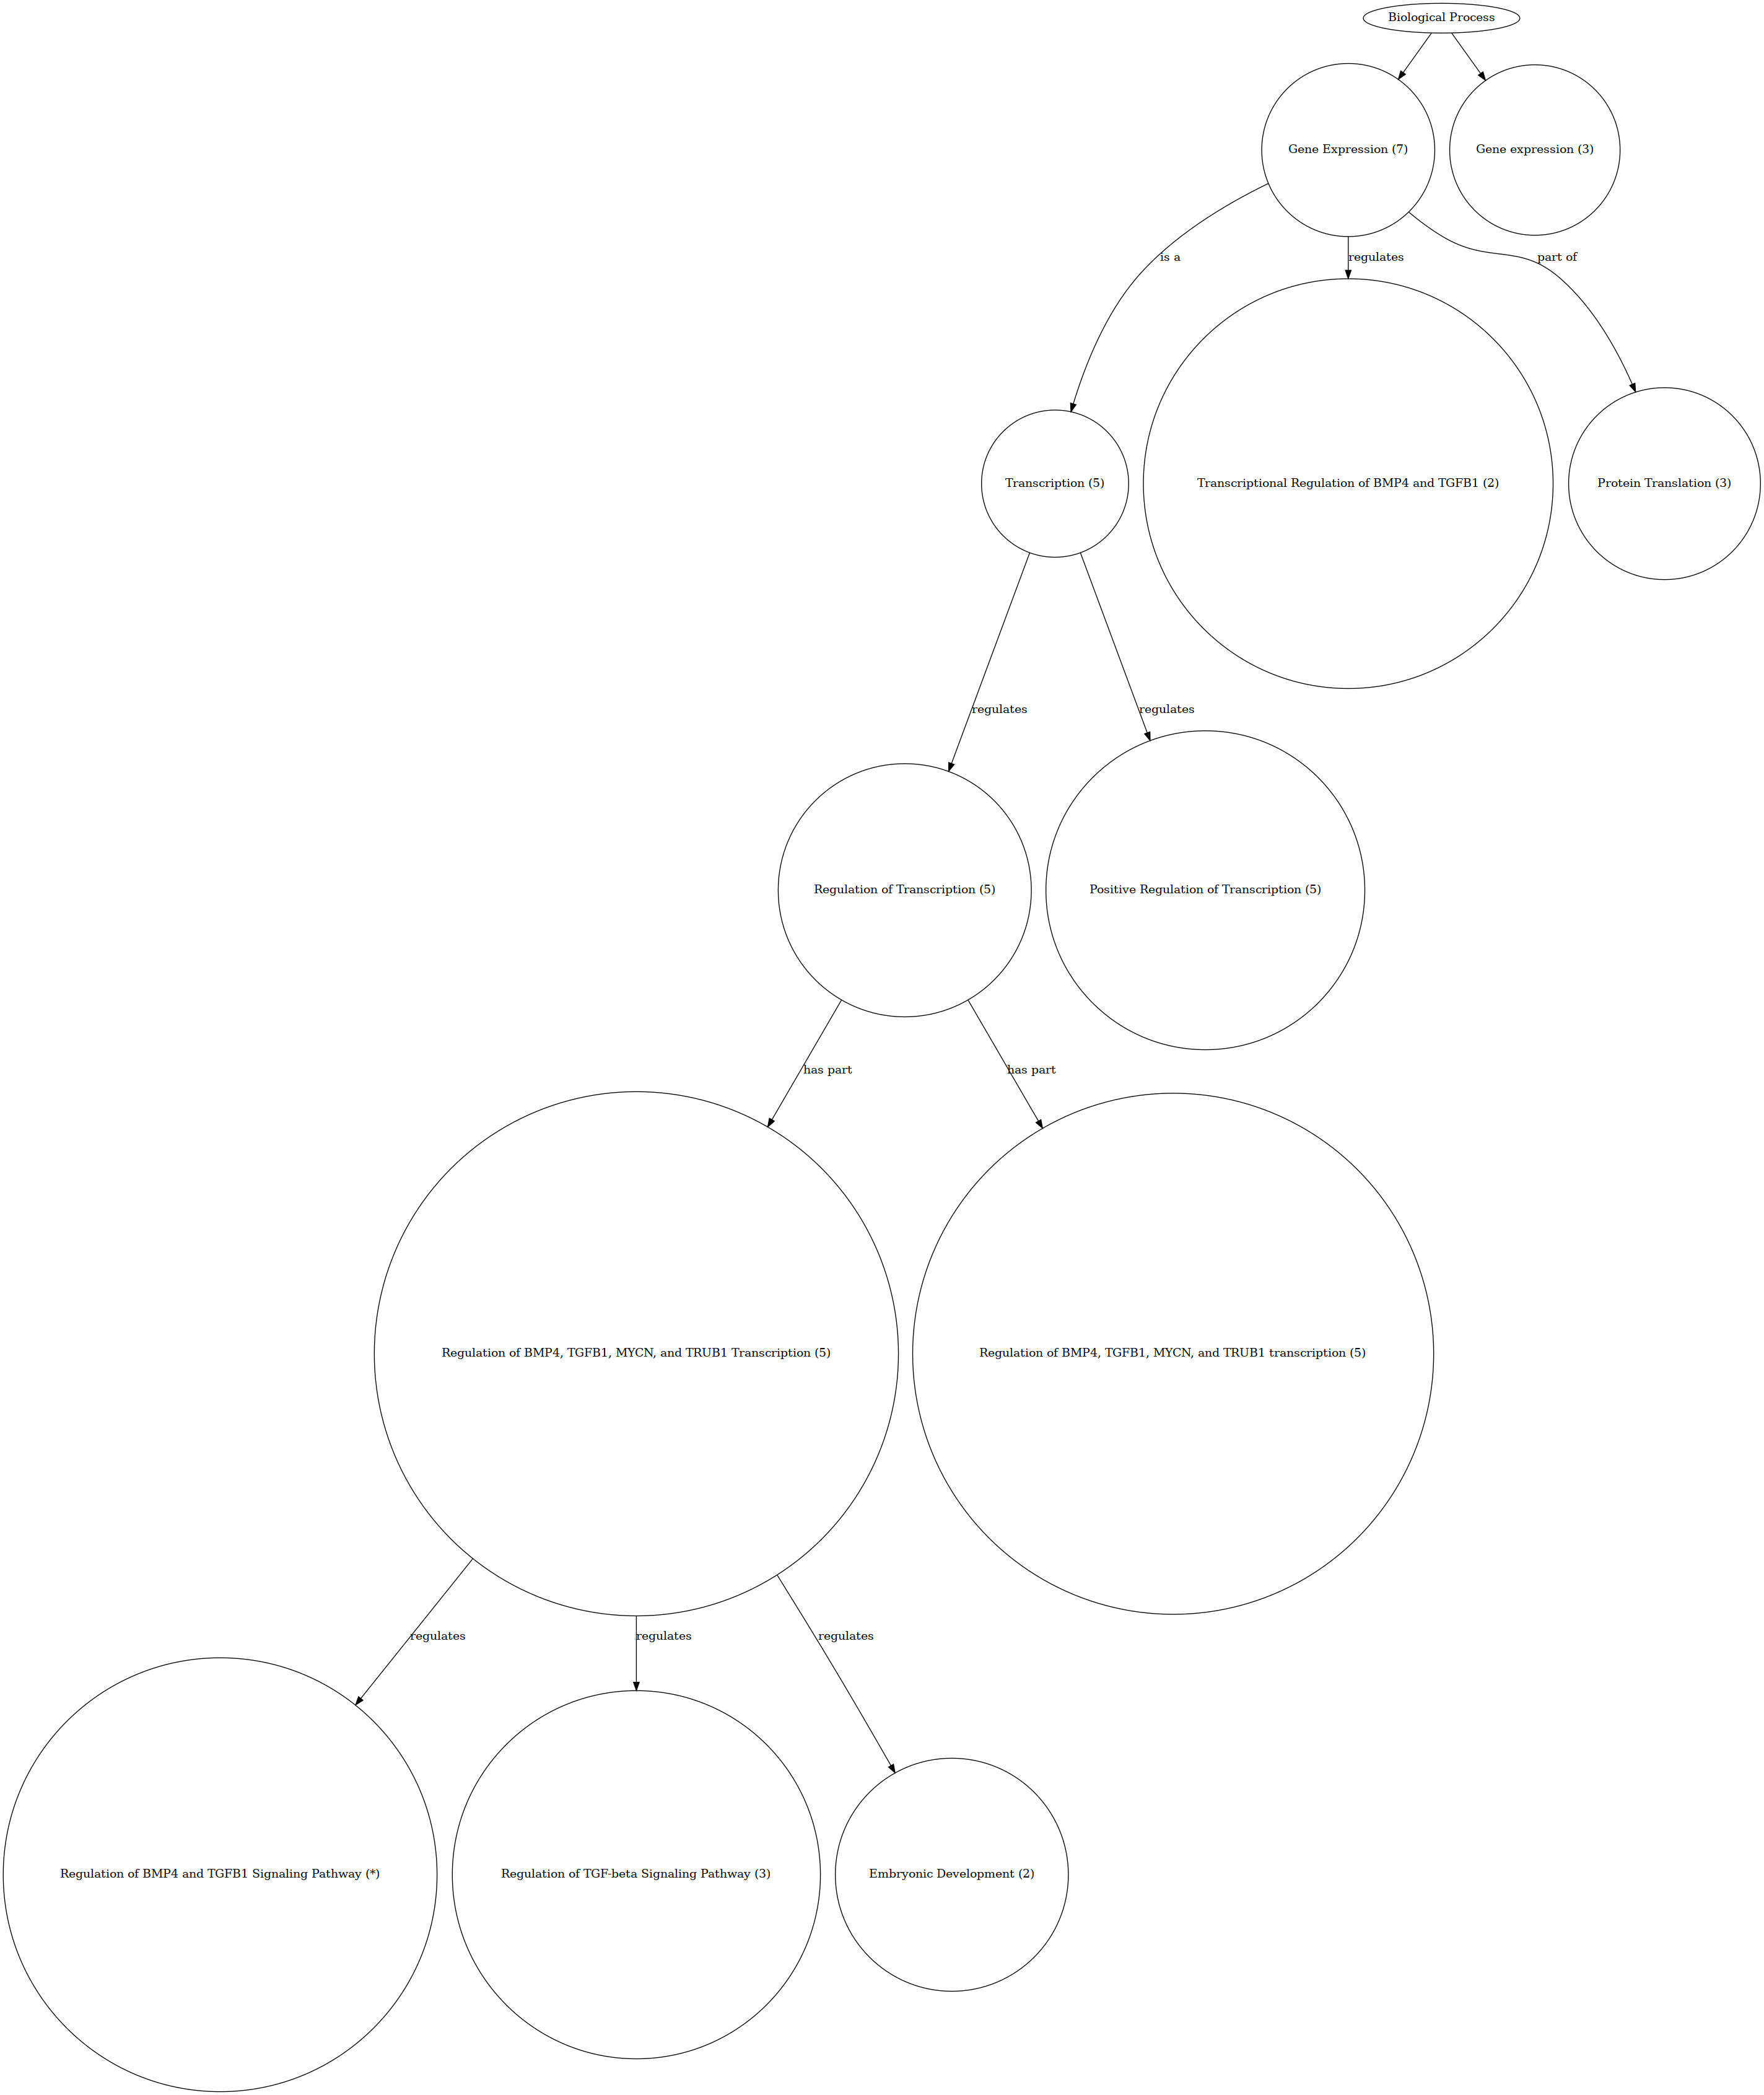 Biological Process
Gene Expression (7)
Gene expression (3)
is a
regulates
part of
Transcription (5)
Transcriptional Regulation of BMP4 and TGFB1 (2)
Protein Translation (3)
regulates
regulates
Regulation of Transcription (5)
Positive Regulation of Transcription (5)
has part
has part
Regulation of BMP4, TGFB1, MYCN, and TRUB1 Transcription (5)
Regulation of BMP4, TGFB1, MYCN, and TRUB1 transcription (5)
regulates
regulates
regulates
Regulation of BMP4 and TGFB1 Signaling Pathway (*)
Regulation of TGF-beta Signaling Pathway (3)
Embryonic Development (2)